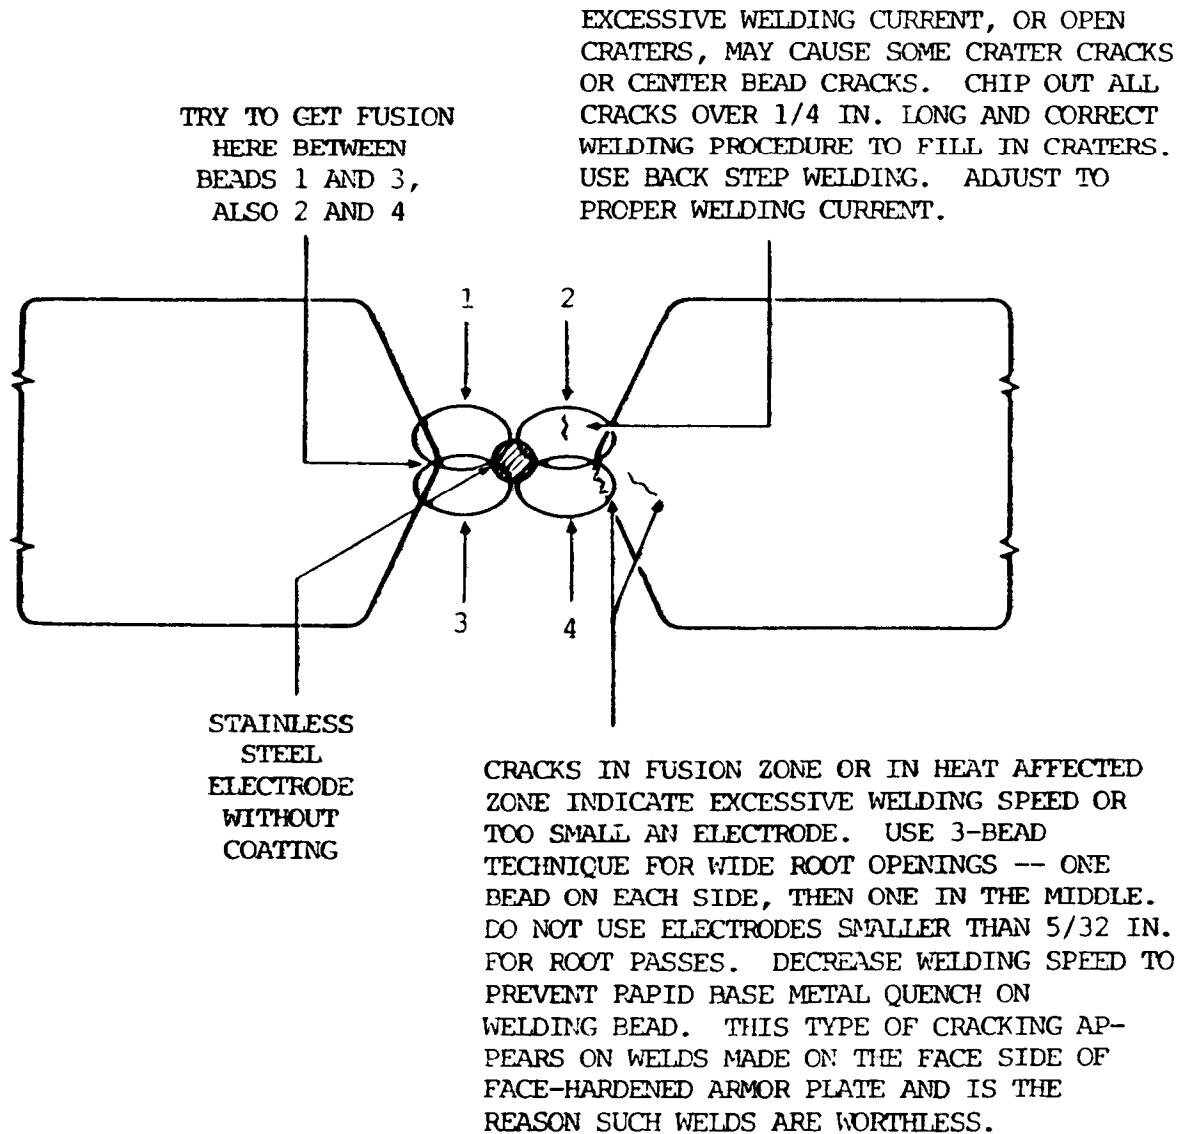 EXCESSIVE WELDING CURRENT, OR OPEN
CRATERS, MAY CAUSE SOME CRATER CRACKS
OR CENTER BEAD CRACKS. CHIP OUT ALL
CRACKS OVER 1/4 IN. LONG AND CORRECT
WELDING PROCEDURE TO FILL IN CRATERS.
USE BACK STEP WELDING. ADJUST TO
PROPER WELDING CURRENT.
TRY TO GET FUSION
HERE BETWEEN
BEADS 1 AND 3,
ALSO 2 AND 4
1
2
3
4
STAINLESS
STEEL
ELECTRODE
WITHOUT
COATING
CRACKS IN FUSION ZONE OR IN HEAT AFFECTED
ZONE INDICATE EXCESSIVE WELDING SPEED OR
TOO SMALL AN ELECTRODE. USE 3-BEAD
TECHNIQUE FOR WIDE ROOT OPENINGS -- ONE
BEAD ON EACH SIDE, THEN ONE IN THE MIDDLE.
DO NOT USE ELECTRODES SMALLER THAN 5/32 IN.
FOR ROOT PASSES. DECREASE WELDING SPEED TO
PREVENT RAPID BASE METAL QUENCH ON
WELDING BEAD. THIS TYPE OF CRACKING AP-
PEARS ON WELDS MADE ON THE FACE SIDE OF
FACE-HARDENED ARMOR PLATE AND IS THE
REASON SUCH WELDS ARE WORTHLESS.